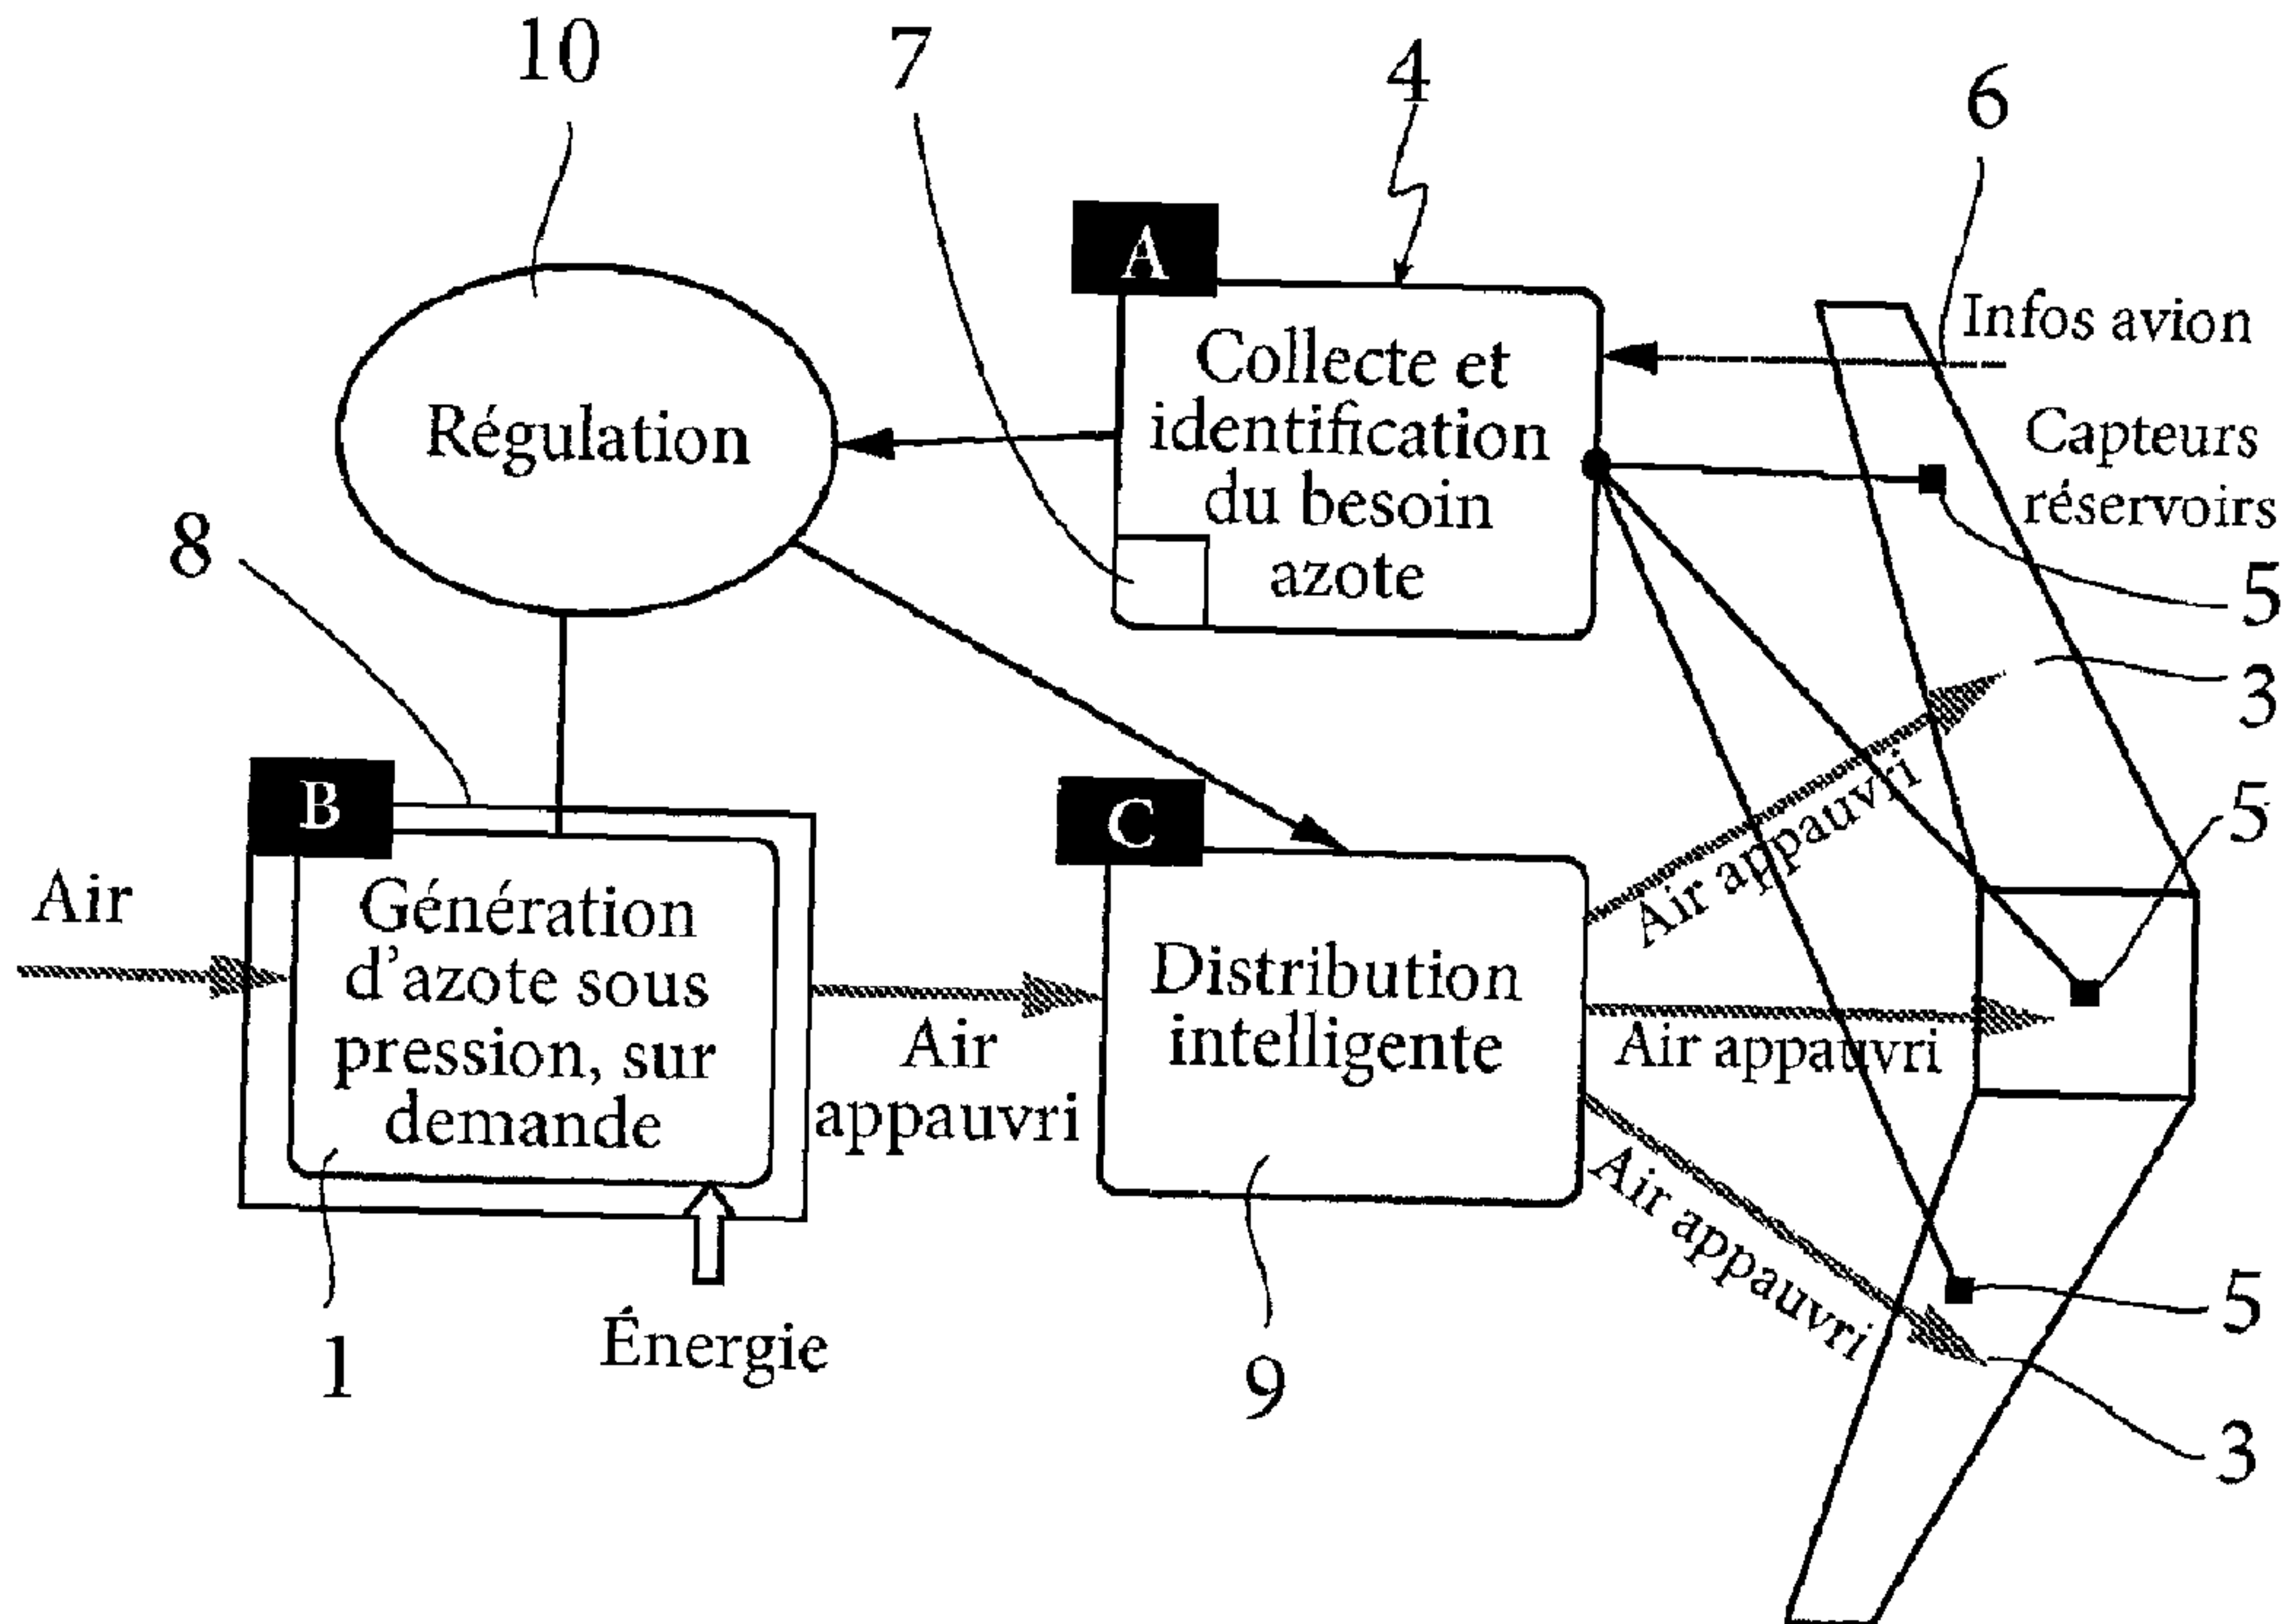 10
7
4
6
A
Infos avion
Collecte et
identification
du besoin
azote
Régulation
Capteurs
réservoirs
8
5
3
B
C
5
Air
Air appauvri
Génération
d'azote sous
pression, sur
demande
Distribution
intelligente
Air
appauvri
Air appauvri
Air appauvri
5
Énergie
1
9
3